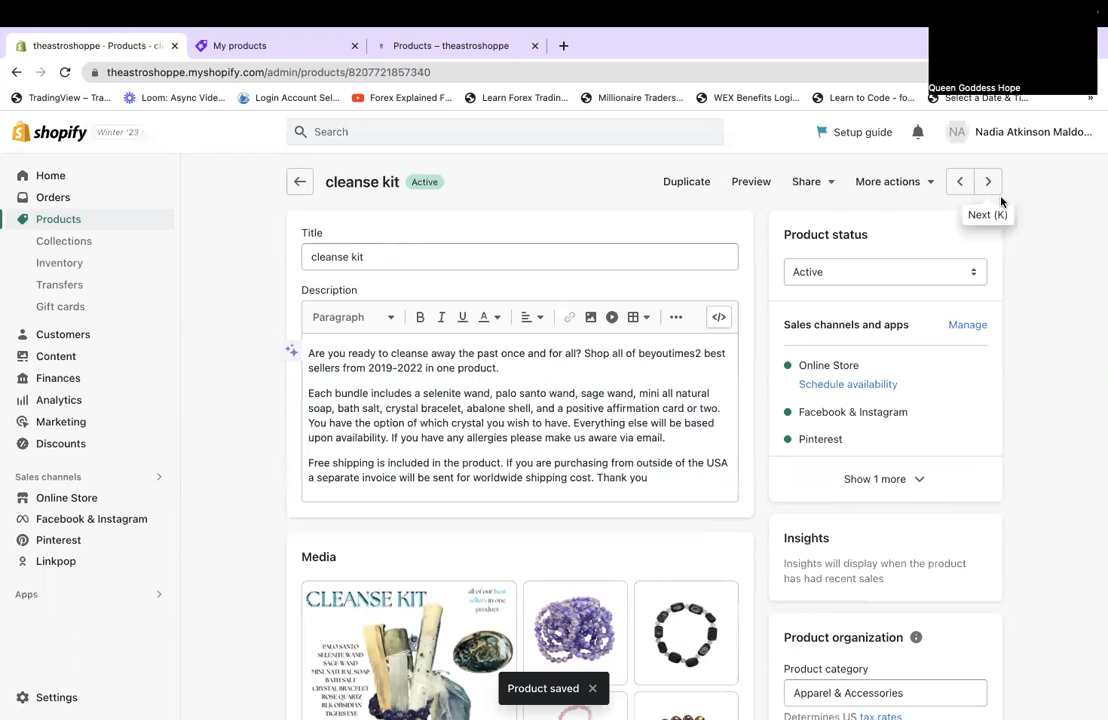 theastroshoppe · Products · cl
My products
Products – theastroshoppe
theastroshoppe.myshopify.com/admin/products/8207721857340
Queen Goddess Hope
TradingView – Tra...
Loom: Async Vide...
Login Account Sel...
Forex Explained F...
Learn Forex Tradin...
Millionaire Traders...
WEX Benefits Logi...
Learn to Code - fo...
Select a Date & Ti...
»
shopify
Winter '23
Search
Setup guide
NA
Nadia Atkinson Maldo...
Home
Orders
Products
Collections
Inventory
Transfers
Gift cards
Customers
Content
Finances
Analytics
Marketing
Discounts
Sales channels
Online Store
Facebook & Instagram
Pinterest
Linkpop
Apps
Settings
cleanse kit
Active
Duplicate
Preview
Share
More actions
Next (K)
Title
cleanse kit
Description
Paragraph
B I U A
</>
Are you ready to cleanse away the past once and for all? Shop all of beyoutimes2 best
sellers from 2019-2022 in one product.
Each bundle includes a selenite wand, palo santo wand, sage wand, mini all natural
soap, bath salt, crystal bracelet, abalone shell, and a positive affirmation card or two.
You have the option of which crystal you wish to have. Everything else will be based
upon availability. If you have any allergies please make us aware via email.
Free shipping is included in the product. If you are purchasing from outside of the USA
a separate invoice will be sent for worldwide shipping cost. Thank you
Media
CLEANSE KIT
all of our best
sellers in one
product
PALO SANTO
SELENITE WAND
SAGE WAND
MINI NATURAL SOAP
BATH SALT
CRYSTAL BRACELET
ROSE QUARTZ
BLK OBSIDIAN
TIGERS EYE
Product saved
Product status
Active
Sales channels and apps
Manage
Online Store
Schedule availability
Facebook & Instagram
Pinterest
Show 1 more
Insights
Insights will display when the product
has had recent sales
Product organization
Product category
Apparel & Accessories
Determines US tax rates